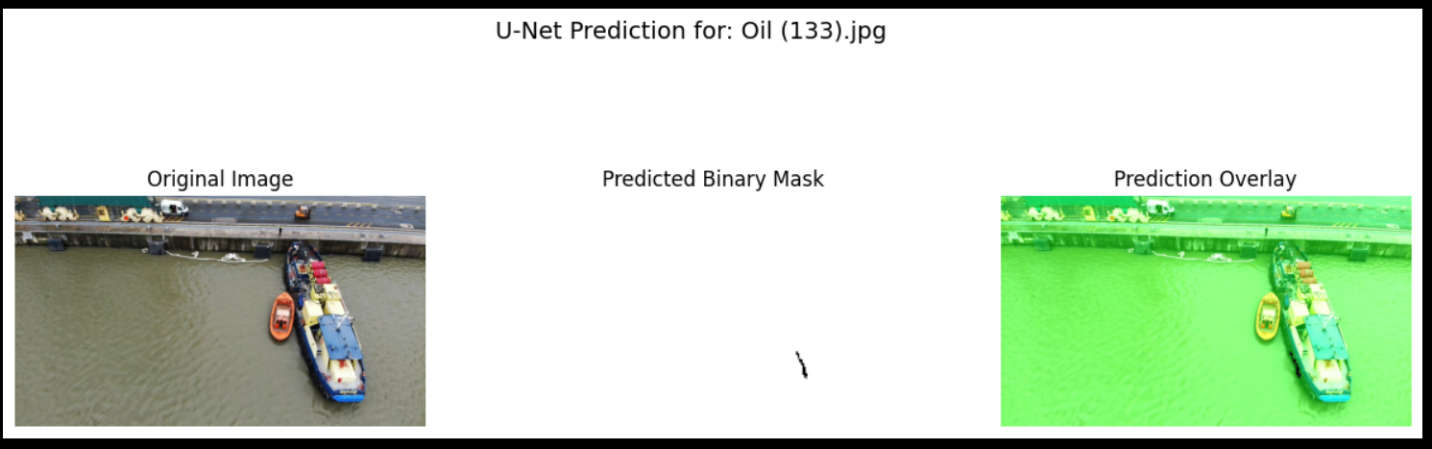 U-Net Prediction for: Oil (133).jpg
Original Image
Predicted Binary Mask
Prediction Overlay